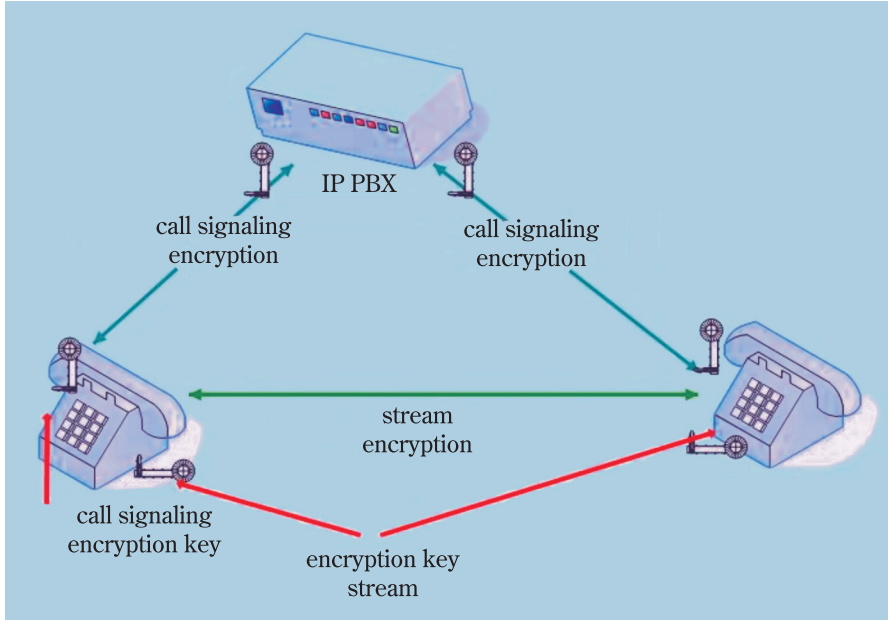 IP PBX
call signaling
encryption
call signaling
encryption
stream
encryption
call signaling
encryption key
encryption key
stream